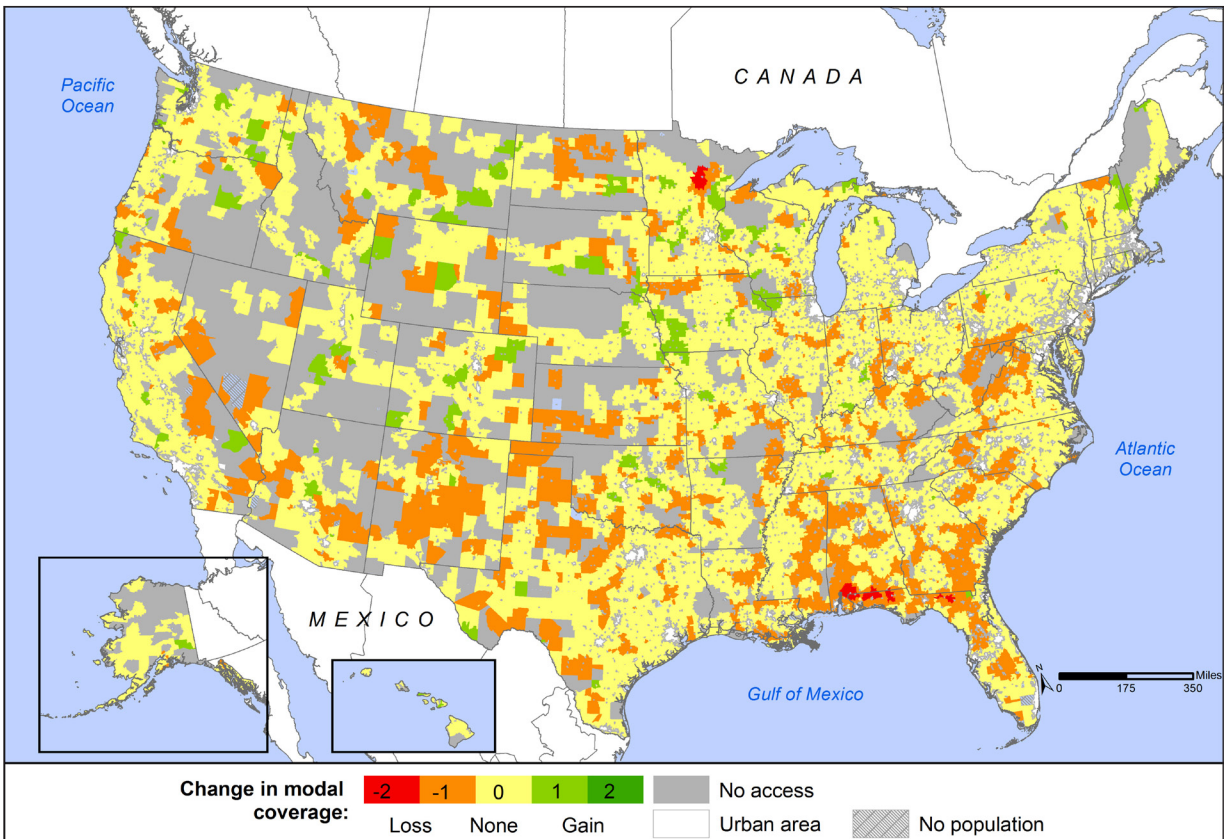 Pacific
Ocean
CANADA
Atlantic
Ocean
MEXICO
Gulf of Mexico
N
Miles
0 175 350
Change in modal
coverage:
-2 -1 0 1 2
Loss None Gain
No access
Urban area
No population